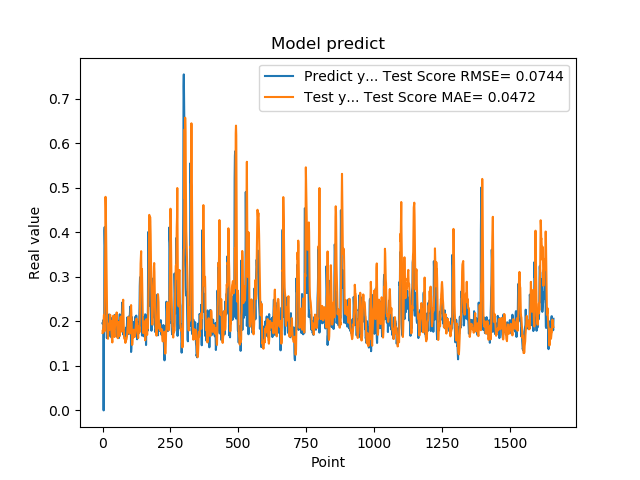 Model predict
Predict y... Test Score RMSE= 0.0744
Test y... Test Score MAE= 0.0472
Real value
0.7
0.6
0.5
0.4
0.3
0.2
0.1
0.0
0 250 500 750 1000 1250 1500
Point